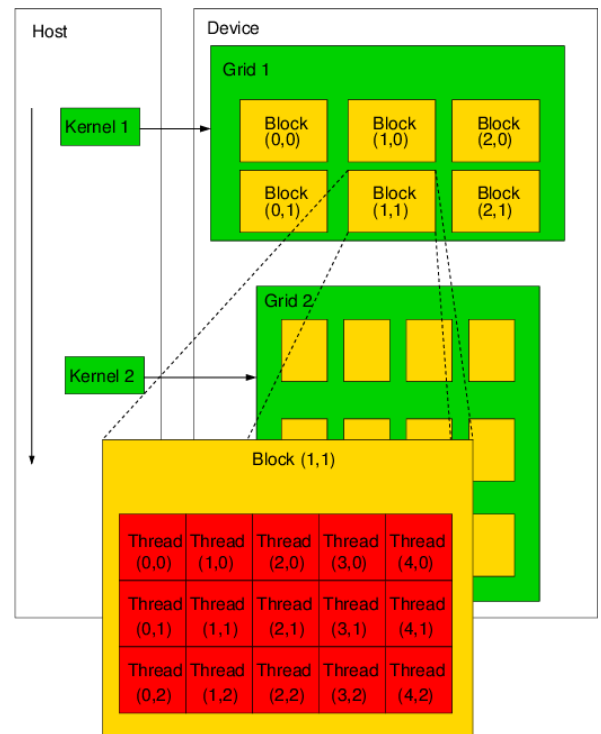 Host
Device
Grid 1
Kernel 1
Block
(0,0)
Block
(1,0)
Block
(2,0)
Block
(0,1)
Block
(1,1)
Block
(2,1)
Grid 2
Kernel 2
Block (1,1)
Thread Thread Thread Thread Thread
(0,0) (1,0) (2,0) (3,0) (4,0)
Thread Thread Thread Thread Thread
(0,1) (1,1) (2,1) (3,1) (4,1)
Thread Thread Thread Thread Thread
(0,2) (1,2) (2,2) (3,2) (4,2)